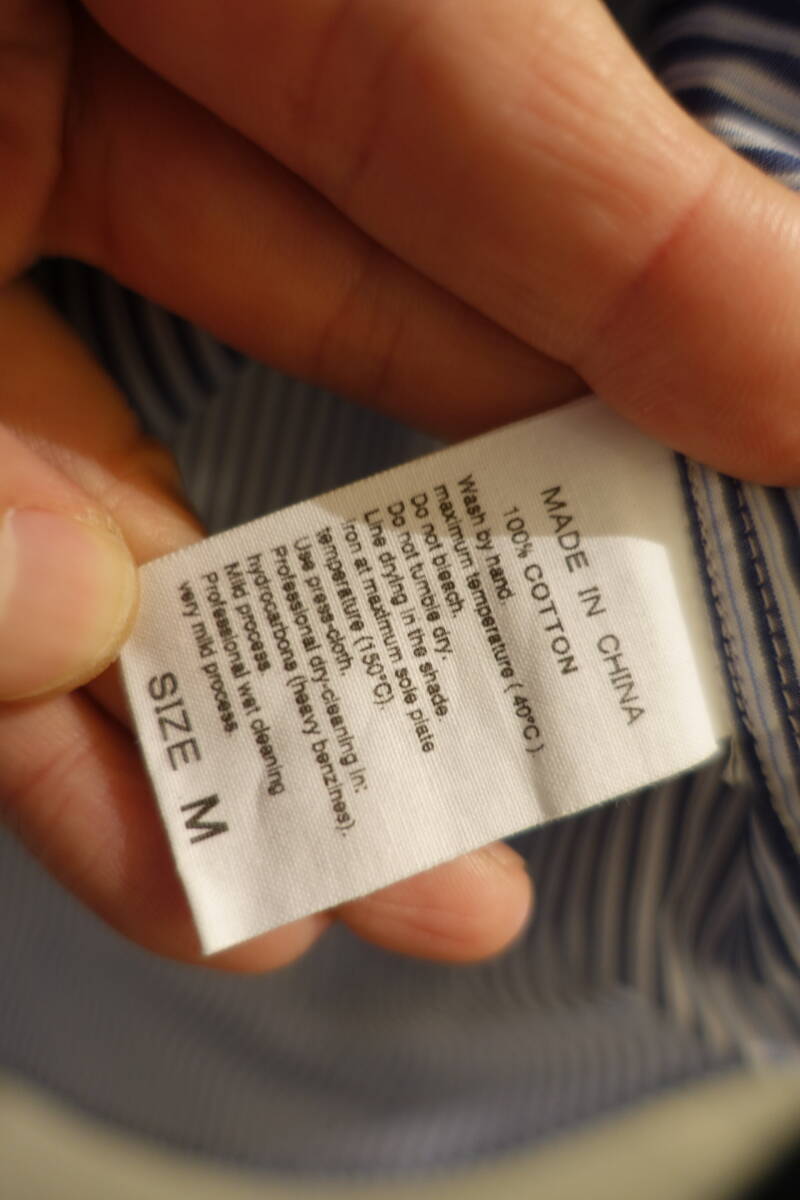 MADE IN CHINA
100% COTTON
Wash by hand.
maximum temperature ( 40°C ).
Do not bleach.
Do not tumble dry.
Line drying in the shade.
Iron at maximum sole plate
temperature (150°C).
Use press-cloth.
Professional dry-cleaning in:
hydrocarbons (heavy benzines).
Mild process.
Professional wet cleaning
very mild process.
SIZE M